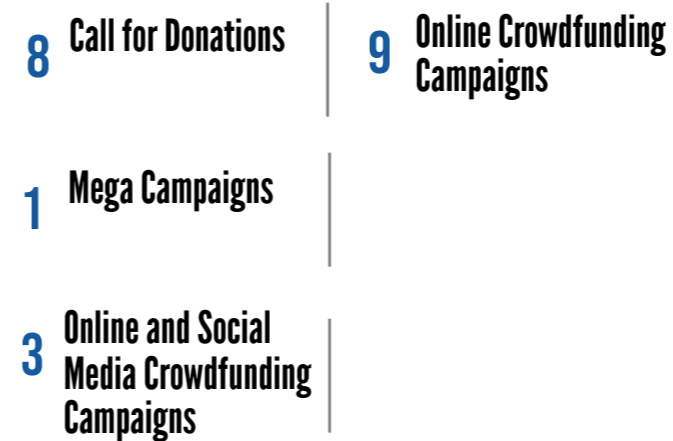 8 Call for Donations
9 Online Crowdfunding
Campaigns
1 Mega Campaigns
3 Online and Social
Media Crowdfunding
Campaigns